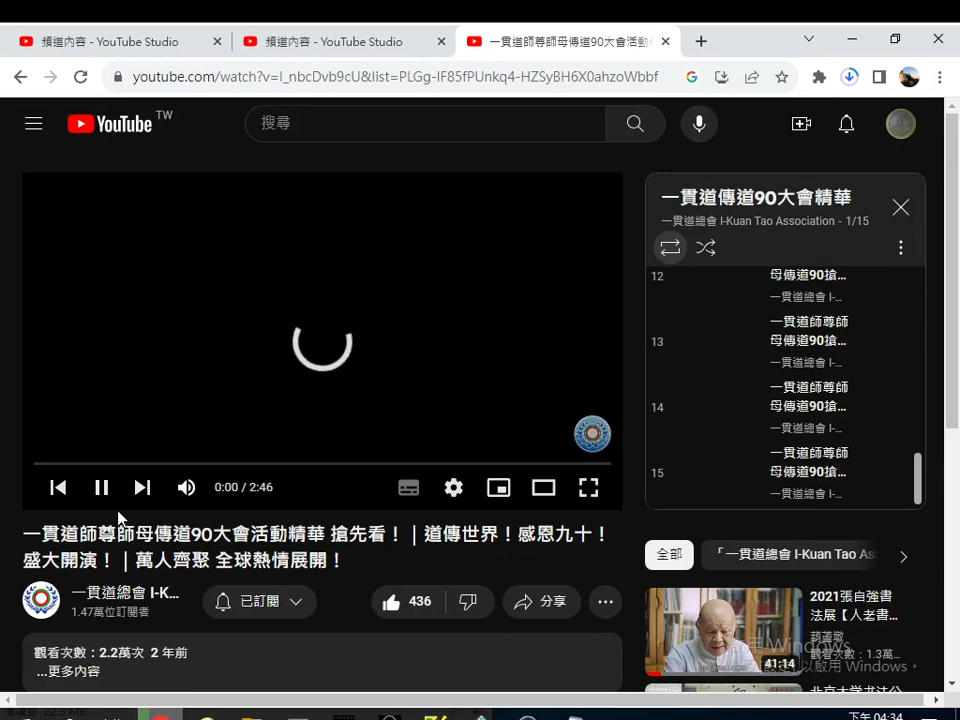 頻道內容 - YouTube Studio
頻道內容 - YouTube Studio
一貫道師尊師母傳道90大會活動
youtube.com/watch?v=l_nbcDvb9cU&list=PLGg-IF85fPUnkq4-HZSyBH6X0ahzoWbbf
YouTube TW
搜尋
一貫道傳道90大會精華
一貫道總會 I-Kuan Tao Association - 1/15
12
母傳道90搶...
一貫道總會 I-...
13
一貫道師尊師
母傳道90搶...
一貫道總會 I-...
14
一貫道師尊師
母傳道90搶...
一貫道總會 I-...
15
一貫道師尊師
母傳道90搶...
一貫道總會 I-...
0:00 / 2:46
一貫道師尊師母傳道90大會活動精華 搶先看！｜道傳世界！感恩九十！
盛大開演！｜萬人齊聚 全球熱情展開！
一貫道總會 I-K...
1.47萬位訂閱者
已訂閱
436
分享
觀看次數：2.2萬次 2 年前
...更多內容
全部
「一貫道總會 I-Kuan Tao As
2021張自強書
法展【人老書...
葫蘆墩
觀看次數：1.3萬...
41:14
啟用 Windows
以啟用 Windows。
下午 04:34